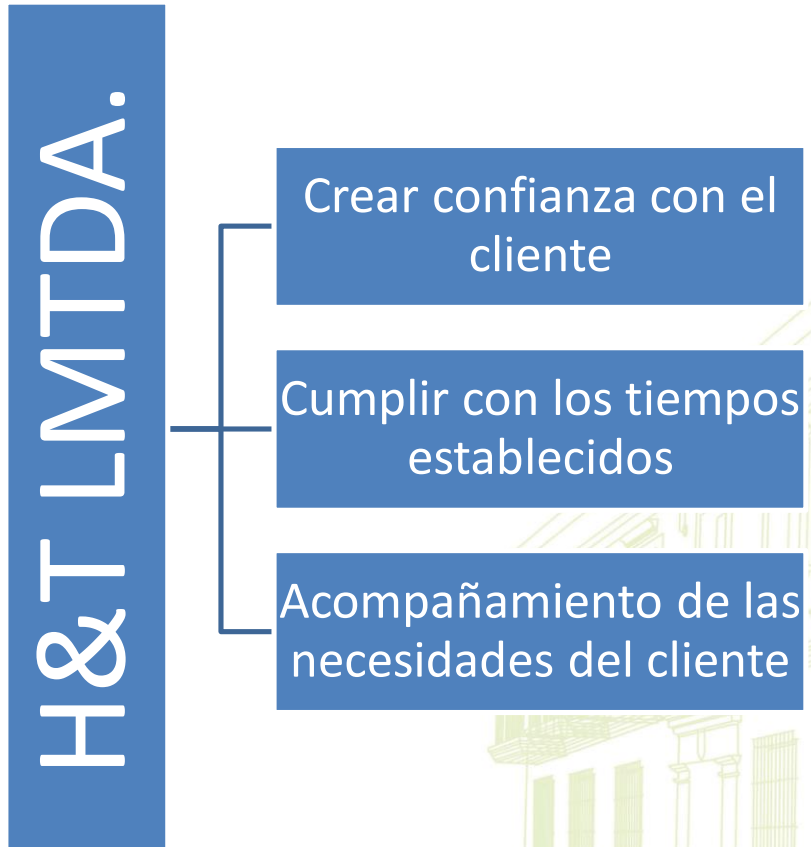 H&T LMTDA.
Crear confianza con el
cliente
Cumplir con los tiempos
establecidos
Acompañamiento de las
necesidades del cliente